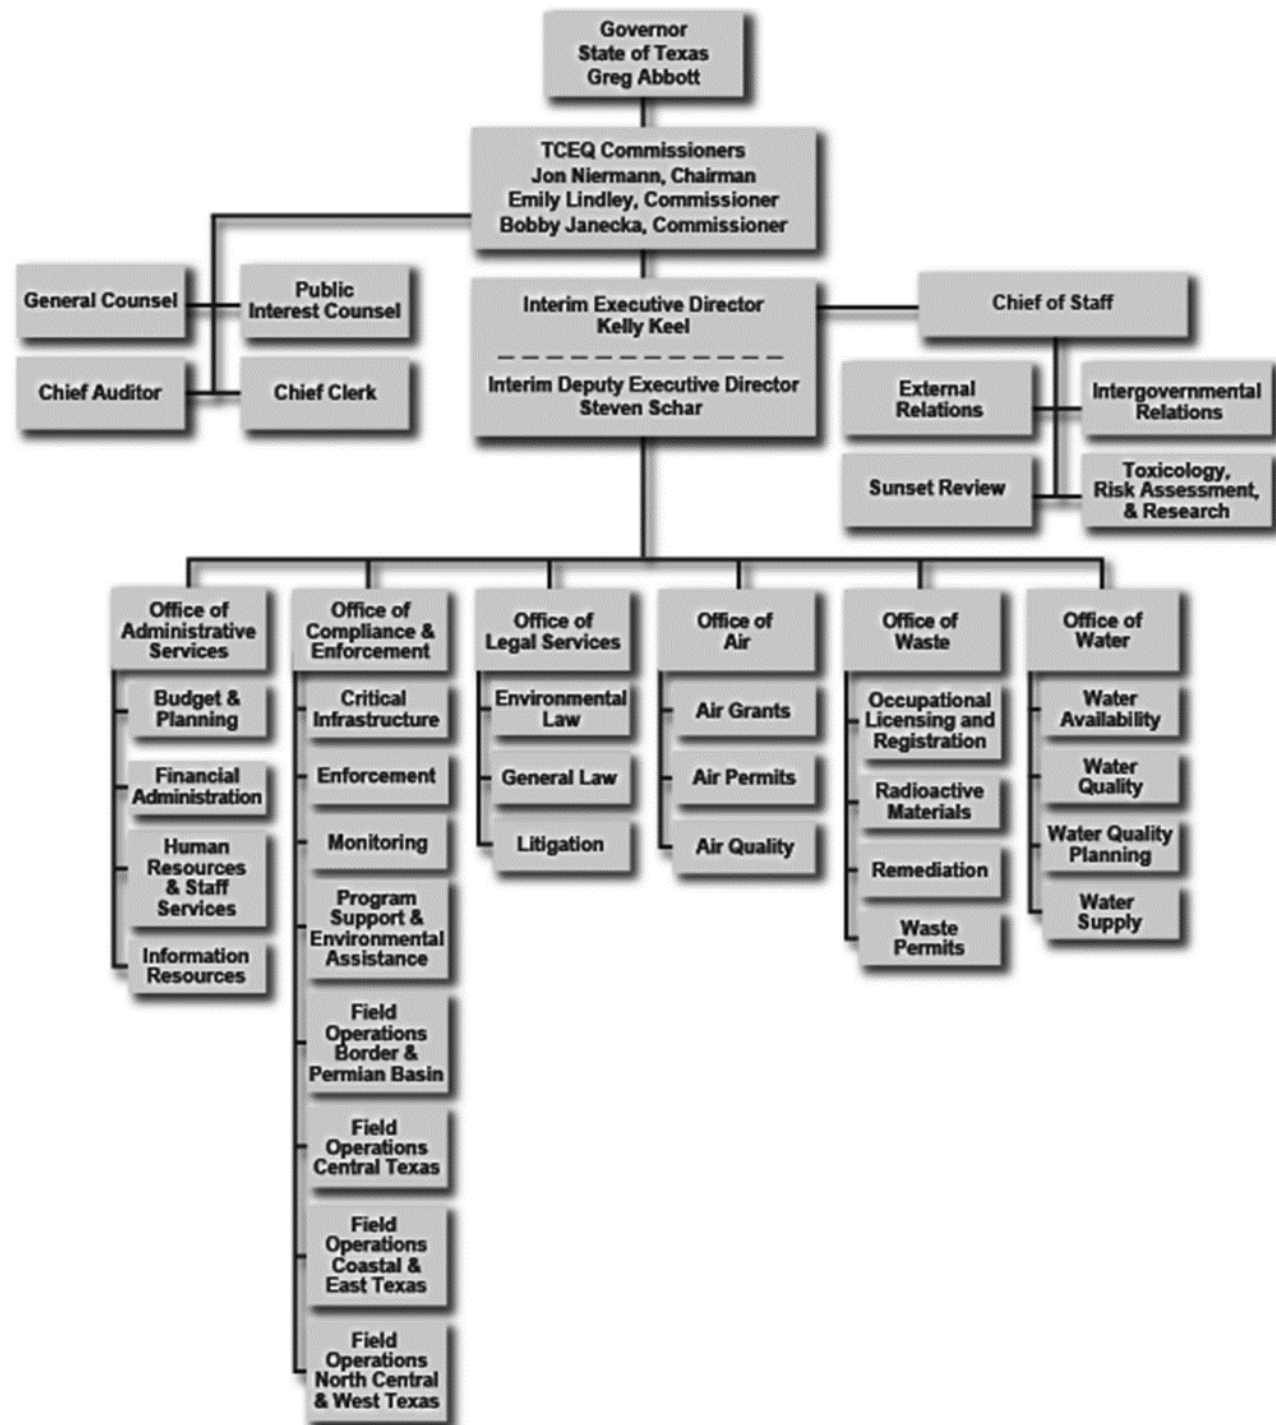 Governor
State of Texas
Greg Abbott
TCEQ Commissioners
Jon Niermann, Chairman
Emily Lindley, Commissioner
Bobby Janecka, Commissioner
General Counsel
Public
Interest Counsel
Chief Auditor
Chief Clerk
Interim Executive Director
Kelly Keel
Interim Deputy Executive Director
Steven Schar
Chief of Staff
External
Relations
Intergovernmental
Relations
Sunset Review
Toxicology,
Risk Assessment,
& Research
Office of
Administrative
Services
Budget &
Planning
Financial
Administration
Human
Resources
& Staff
Services
Information
Resources
Office of
Compliance &
Enforcement
Critical
Infrastructure
Enforcement
Monitoring
Program
Support &
Environmental
Assistance
Field
Operations
Border &
Permian Basin
Field
Operations
Central Texas
Field
Operations
Coastal &
East Texas
Field
Operations
North Central
& West Texas
Office of
Legal Services
Environmental
Law
General Law
Litigation
Office of
Air
Air Grants
Air Permits
Air Quality
Office of
Waste
Occupational
Licensing and
Registration
Radioactive
Materials
Remediation
Waste
Permits
Office of
Water
Water
Availability
Water
Quality
Water Quality
Planning
Water
Supply